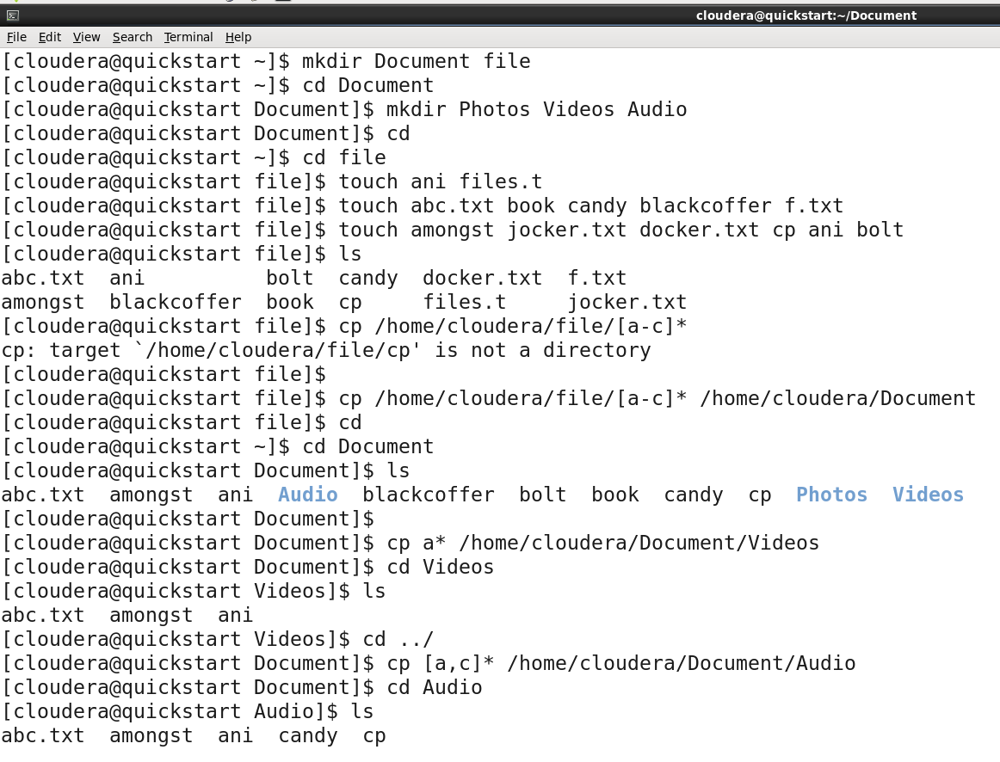 cloudera@quickstart:~/Document
File Edit View Search Terminal Help
[cloudera@quickstart ~]$ mkdir Document file
[cloudera@quickstart ~]$ cd Document
[cloudera@quickstart Document]$ mkdir Photos Videos Audio
[cloudera@quickstart Document]$ cd
[cloudera@quickstart ~]$ cd file
[cloudera@quickstart file]$ touch ani files.t
[cloudera@quickstart file]$ touch abc.txt book candy blackcoffer f.txt
[cloudera@quickstart file]$ touch amongst jocker.txt docker.txt cp ani bolt
[cloudera@quickstart file]$ ls
abc.txt  ani          bolt  candy  docker.txt  f.txt
amongst  blackcoffer  book  cp     files.t     jocker.txt
[cloudera@quickstart file]$ cp /home/cloudera/file/[a-c]*
cp: target `/home/cloudera/file/cp' is not a directory
[cloudera@quickstart file]$
[cloudera@quickstart file]$ cp /home/cloudera/file/[a-c]* /home/cloudera/Document
[cloudera@quickstart file]$ cd
[cloudera@quickstart ~]$ cd Document
[cloudera@quickstart Document]$ ls
abc.txt  amongst  ani  Audio  blackcoffer  bolt  book  candy  cp  Photos  Videos
[cloudera@quickstart Document]$
[cloudera@quickstart Document]$ cp a* /home/cloudera/Document/Videos
[cloudera@quickstart Document]$ cd Videos
[cloudera@quickstart Videos]$ ls
abc.txt  amongst  ani
[cloudera@quickstart Videos]$ cd ../
[cloudera@quickstart Document]$ cp [a,c]* /home/cloudera/Document/Audio
[cloudera@quickstart Document]$ cd Audio
[cloudera@quickstart Audio]$ ls
abc.txt  amongst  ani  candy  cp